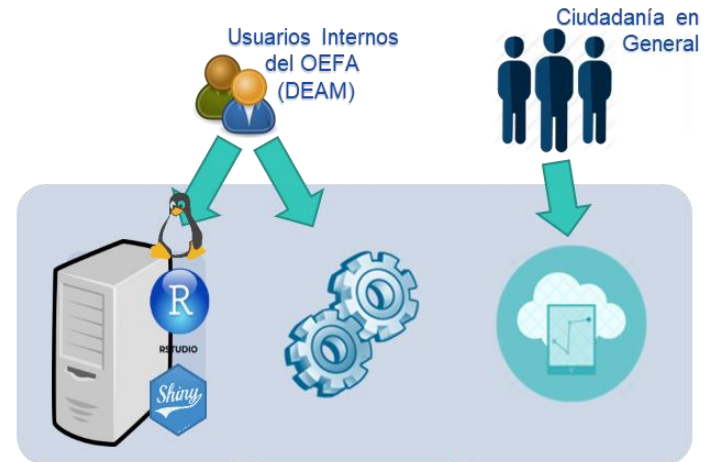 Usuarios Internos
del OEFA
(DEAM)
Ciudadanía en
General
R
RSTUDIO
Shiny